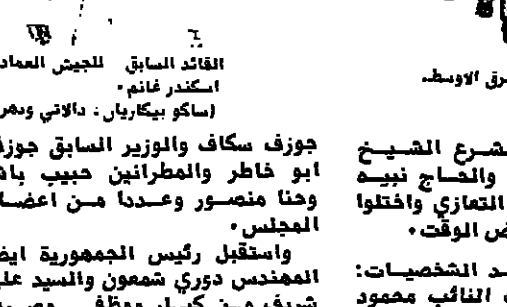 رق الاوسط.
شرع الشيخ
والحاج نبيه
التعازي واختلوا
ض الوقت.
د الشخصيات:
النائب محمود
القائد السابق للجيش العماد
اسكندر غانم.
(ساكو بيكاريان: دالاتي
جوزف سكاف والوزير السابق جوزف
ابو خاطر والمطرانين حبيب باشا
وحنا منصور وعددا من اعضاء
المجلس.
واستقبل رئيس الجمهورية ايضا
المهندس دوري شمعون والسيد علي